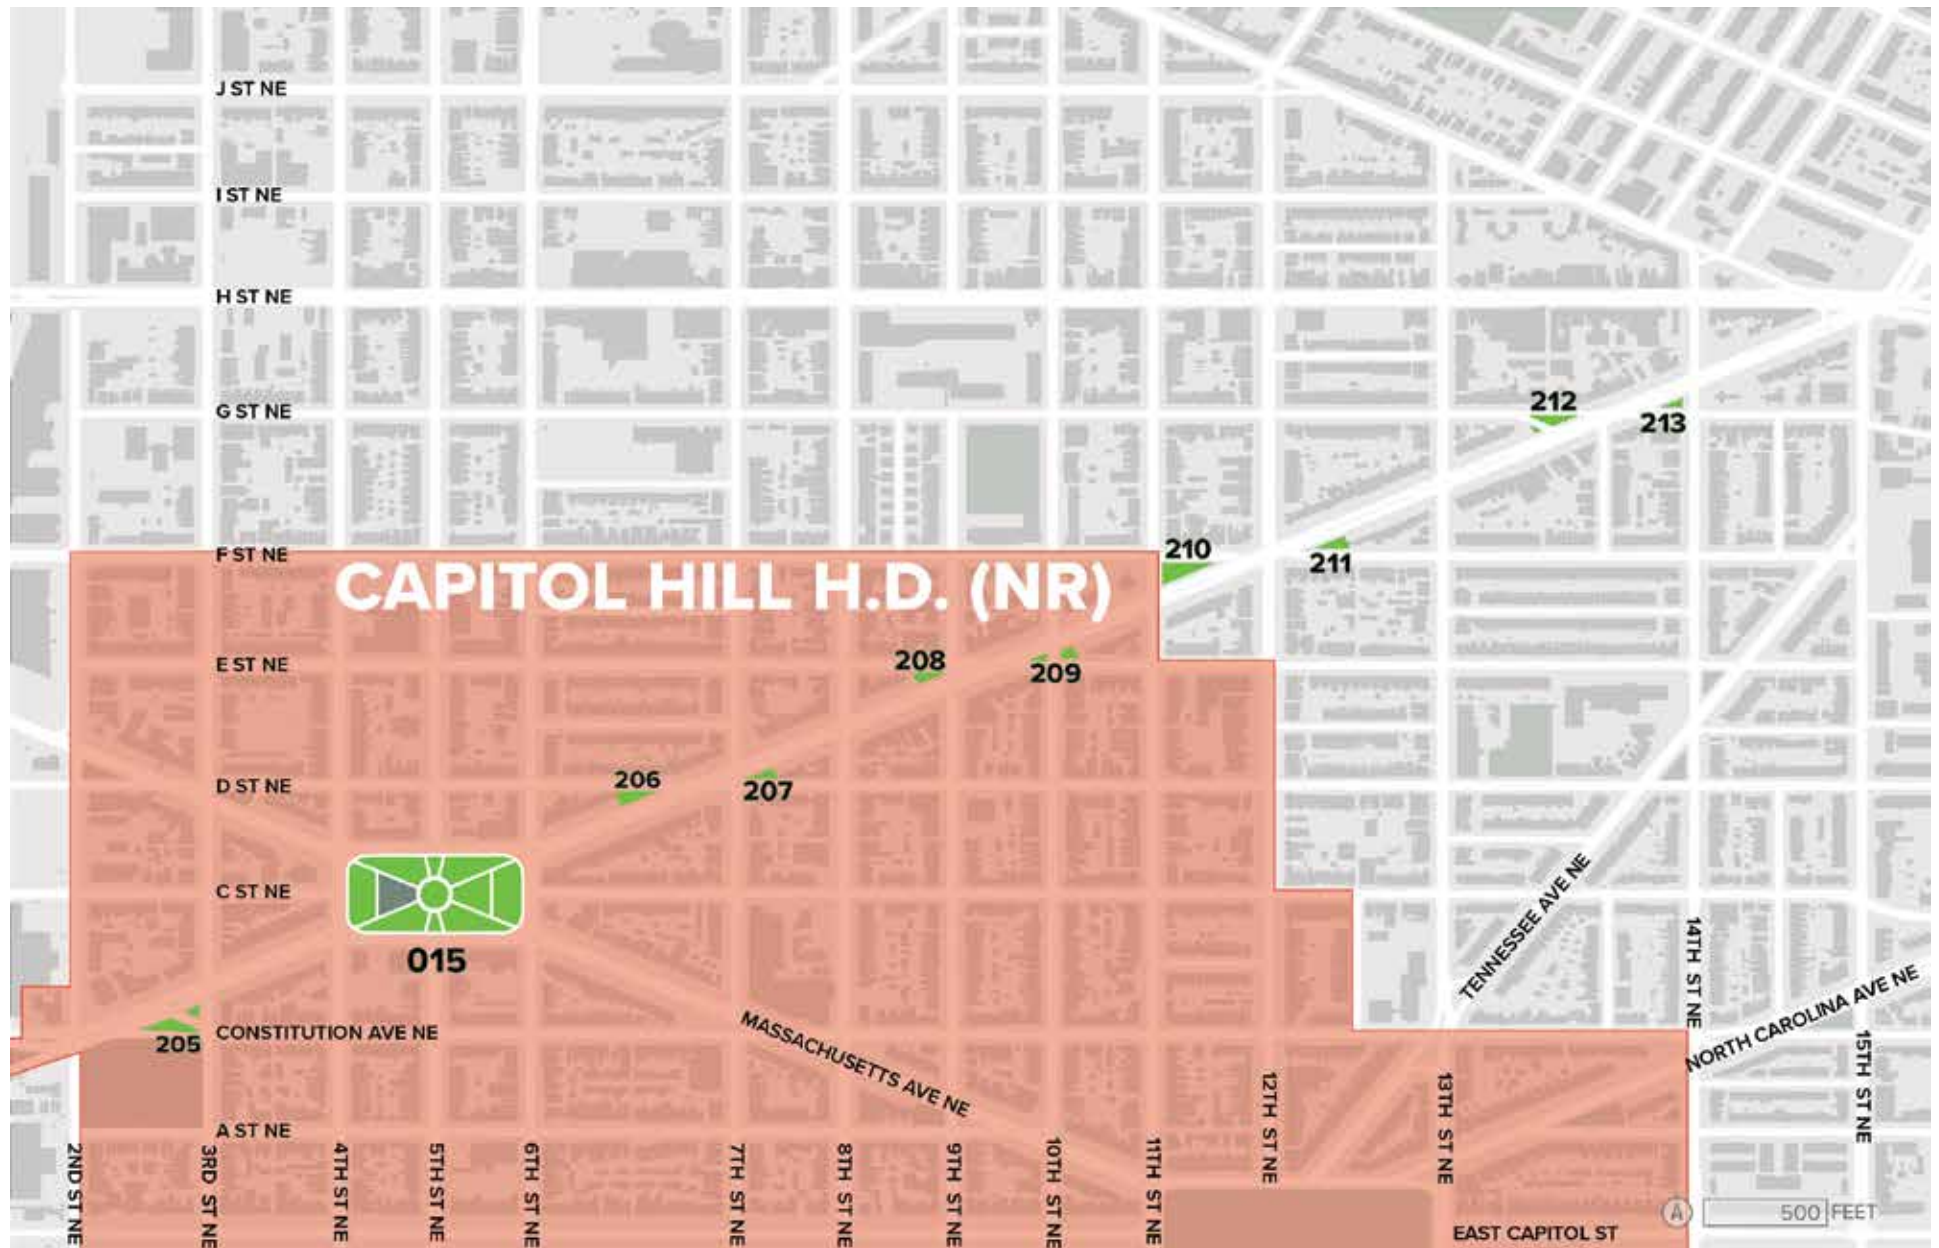 J ST NE
I ST NE
H ST NE
G ST NE
212
213
F ST NE
210
211
CAPITOL HILL H.D. (NR)
E ST NE
208
209
D ST NE
206
207
C ST NE
015
TENNESSEE AVE NE
14TH ST NE
NORTH CAROLINA AVE NE
205
CONSTITUTION AVE NE
MASSACHUSETTS AVE NE
15TH ST NE
12TH ST NE
13TH ST NE
A ST NE
2ND ST NE
3RD ST NE
4TH ST NE
5TH ST NE
6TH ST NE
7TH ST NE
8TH ST NE
9TH ST NE
10TH ST NE
11TH ST NE
A
500 FEET
EAST CAPITOL ST